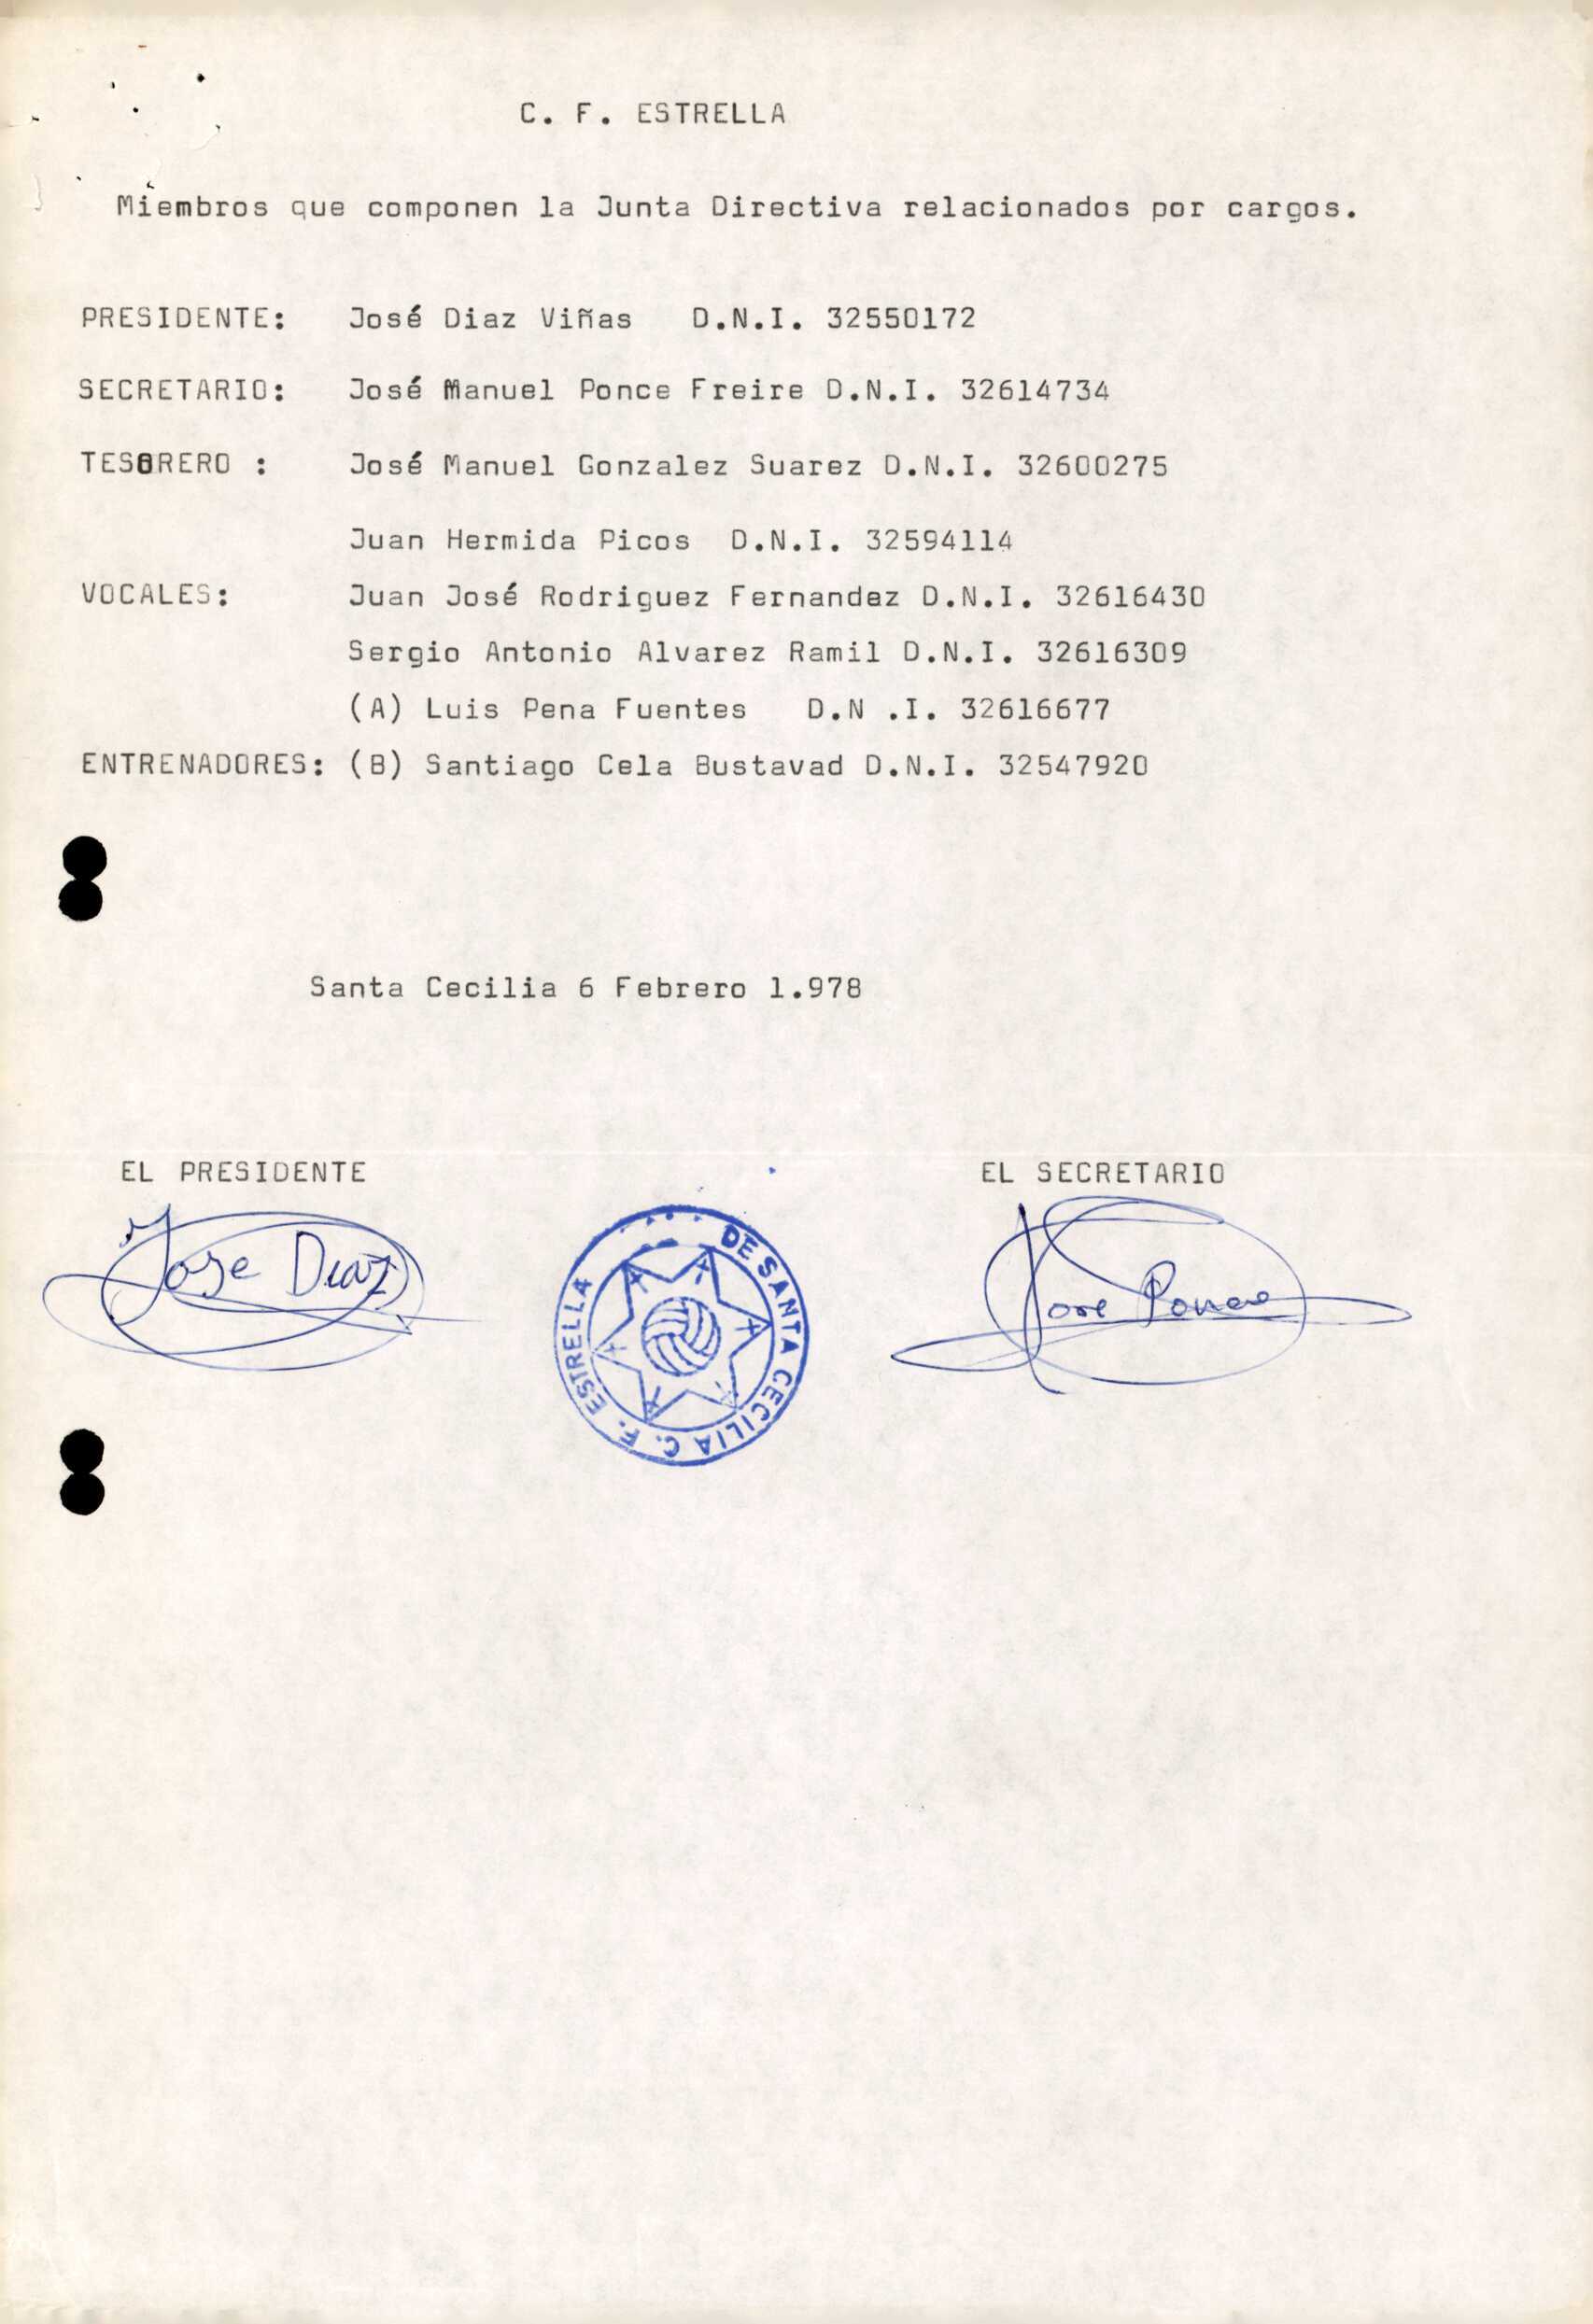 C. F. ESTRELLA
Miembros que componen la Junta Directiva relacionados por cargos.
PRESIDENTE: José Diaz Viñas D.N.I. 32550172
SECRETARIO: José Manuel Ponce Freire D.N.I. 32614734
TESORERO : José Manuel Gonzalez Suarez D.N.I. 32600275
Juan Hermida Picos D.N.I. 32594114
VOCALES: Juan José Rodriguez Fernandez D.N.I. 32616430
Sergio Antonio Alvarez Ramil D.N.I. 32616309
(A) Luis Pena Fuentes D.N .I. 32616677
ENTRENADORES: (B) Santiago Cela Bustavad D.N.I. 32547920
Santa Cecilia 6 Febrero 1.978
EL PRESIDENTE
EL SECRETARIO
Jose Diaz
C. F. ESTRELLA DE SANTA CECILIA
Jose Ponce